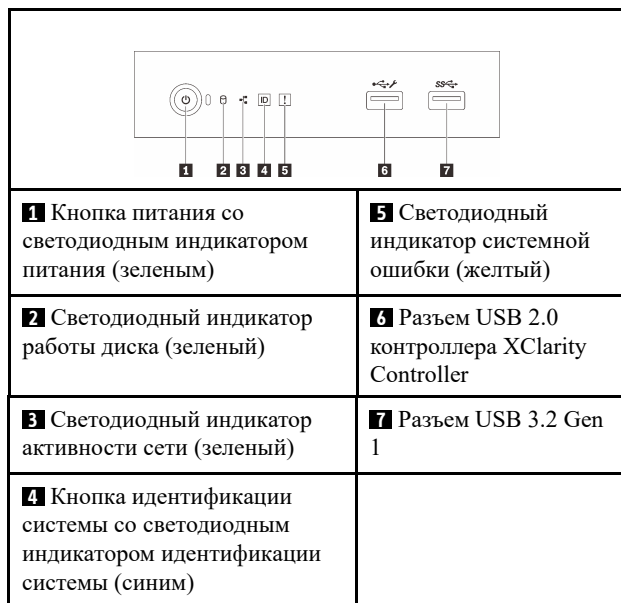 ID !
SS
1 2 3 4 5 6 7
1 Кнопка питания со
светодиодным индикатором
питания (зеленым)
5 Светодиодный
индикатор системной
ошибки (желтый)
2 Светодиодный индикатор
работы диска (зеленый)
6 Разъем USB 2.0
контроллера XClarity
Controller
3 Светодиодный индикатор
активности сети (зеленый)
7 Разъем USB 3.2 Gen
1
4 Кнопка идентификации
системы со светодиодным
индикатором идентификации
системы (синим)